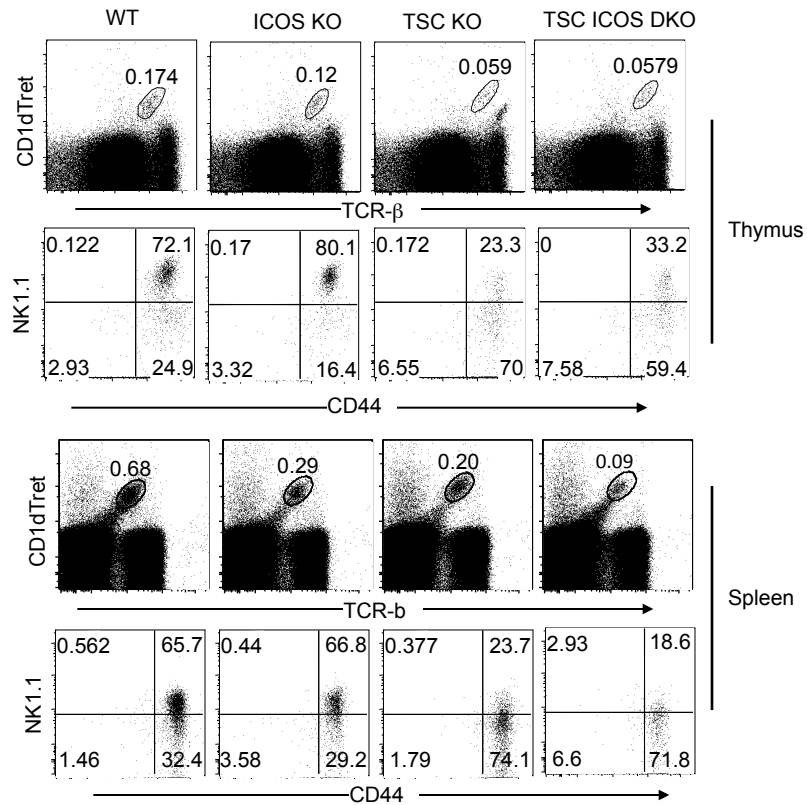 WT ICOS KO TSC KO TSC ICOS DKO
CD1dTret
0.174 0.12 0.059 0.0579
TCR-β
NK1.1
0.122 72.1 0.17 80.1 0.172 23.3 0 33.2
2.93 24.9 3.32 16.4 6.55 70 7.58 59.4
CD44
Thymus
CD1dTret
0.68 0.29 0.20 0.09
TCR-b
NK1.1
0.562 65.7 0.44 66.8 0.377 23.7 2.93 18.6
1.46 32.4 3.58 29.2 1.79 74.1 6.6 71.8
CD44
Spleen